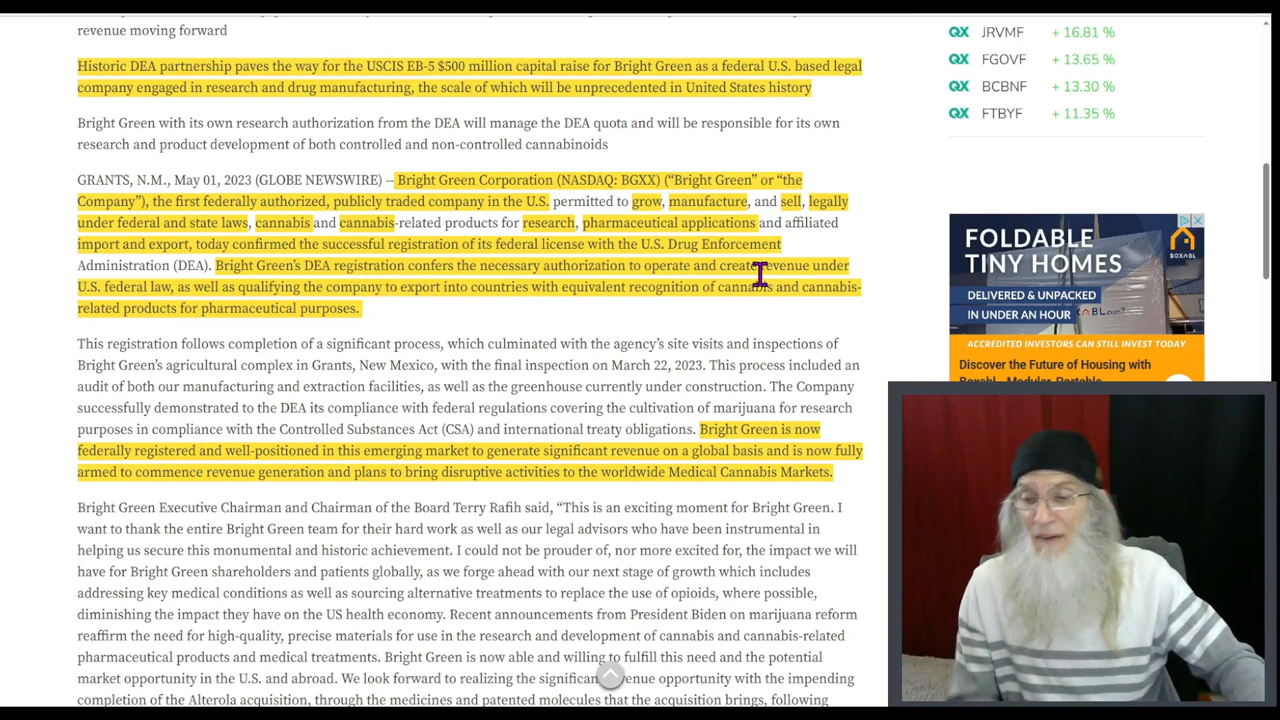 revenue moving forward
Historic DEA partnership paves the way for the USCIS EB-5 $500 million capital raise for Bright Green as a federal U.S. based legal
company engaged in research and drug manufacturing, the scale of which will be unprecedented in United States history
Bright Green with its own research authorization from the DEA will manage the DEA quota and will be responsible for its own
research and product development of both controlled and non-controlled cannabinoids
GRANTS, N.M., May 01, 2023 (GLOBE NEWSWIRE) -- Bright Green Corporation (NASDAQ: BGXX) (“Bright Green” or “the
Company”), the first federally authorized, publicly traded company in the U.S. permitted to grow, manufacture, and sell, legally
under federal and state laws, cannabis and cannabis-related products for research, pharmaceutical applications and affiliated
import and export, today confirmed the successful registration of its federal license with the U.S. Drug Enforcement
Administration (DEA). Bright Green’s DEA registration confers the necessary authorization to operate and create revenue under
U.S. federal law, as well as qualifying the company to export into countries with equivalent recognition of cannabis and cannabis-
related products for pharmaceutical purposes.
This registration follows completion of a significant process, which culminated with the agency’s site visits and inspections of
Bright Green’s agricultural complex in Grants, New Mexico, with the final inspection on March 22, 2023. This process included an
audit of both our manufacturing and extraction facilities, as well as the greenhouse currently under construction. The Company
successfully demonstrated to the DEA its compliance with federal regulations covering the cultivation of marijuana for research
purposes in compliance with the Controlled Substances Act (CSA) and international treaty obligations. Bright Green is now
federally registered and well-positioned in this emerging market to generate significant revenue on a global basis and is now fully
armed to commence revenue generation and plans to bring disruptive activities to the worldwide Medical Cannabis Markets.
Bright Green Executive Chairman and Chairman of the Board Terry Rafih said, “This is an exciting moment for Bright Green. I
want to thank the entire Bright Green team for their hard work as well as our legal advisors who have been instrumental in
helping us secure this monumental and historic achievement. I could not be prouder of, nor more excited for, the impact we will
have for Bright Green shareholders and patients globally, as we forge ahead with our next stage of growth which includes
addressing key medical conditions as well as sourcing alternative treatments to replace the use of opioids, where possible,
diminishing the impact they have on the US health economy. Recent announcements from President Biden on marijuana reform
reaffirm the need for high-quality, precise materials for use in the research and development of cannabis and cannabis-related
pharmaceutical products and medical treatments. Bright Green is now able and willing to fulfill this need and the potential
market opportunity in the U.S. and abroad. We look forward to realizing the significant revenue opportunity with the impending
completion of the Alterola acquisition, through the medicines and patented molecules that the acquisition brings, following
QX JRVMF + 16.81 %
QX FGOVF + 13.65 %
QX BCBNF + 13.30 %
QX FTBYF + 11.35 %
FOLDABLE
TINY HOMES
BOXABL
DELIVERED & UNPACKED
IN UNDER AN HOUR
ACCREDITED INVESTORS CAN STILL INVEST TODAY
Discover the Future of Housing with